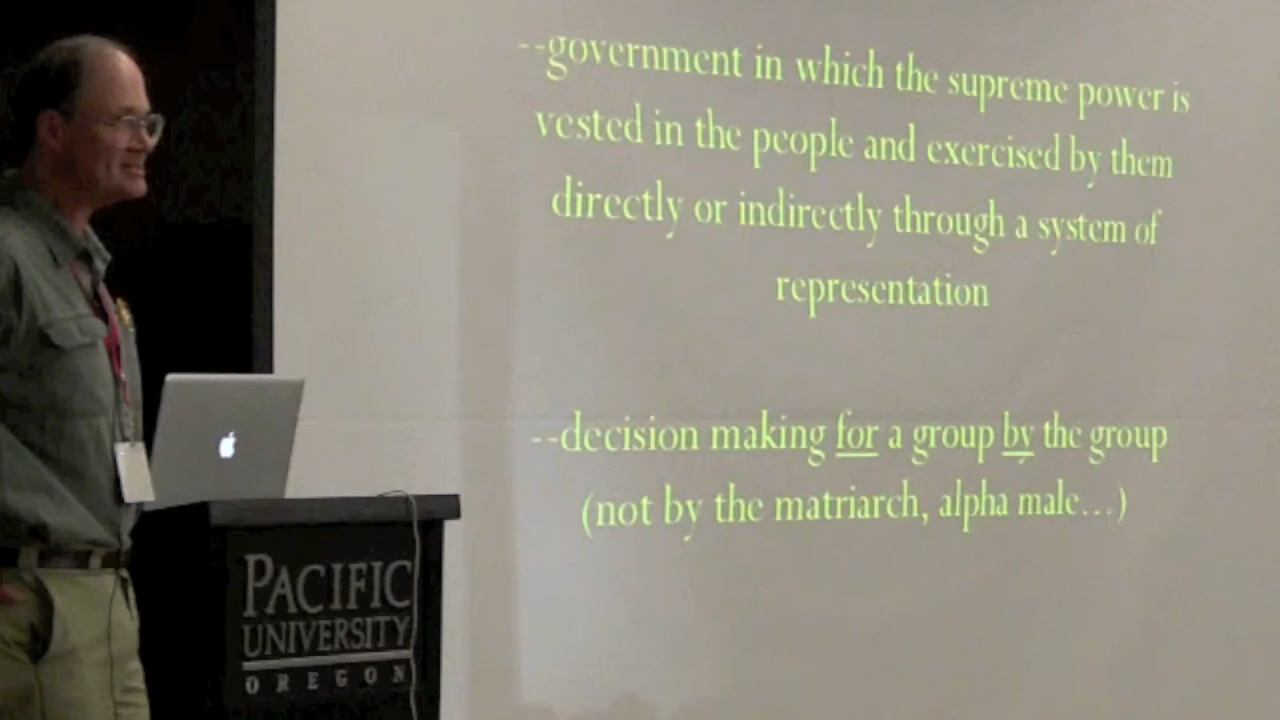 --government in which the supreme power is
vested in the people and exercised by them
directly or indirectly through a system of
representation
--decision making for a group by the group
(not by the matriarch, alpha male...)
PACIFIC
UNIVERSITY
OREGON